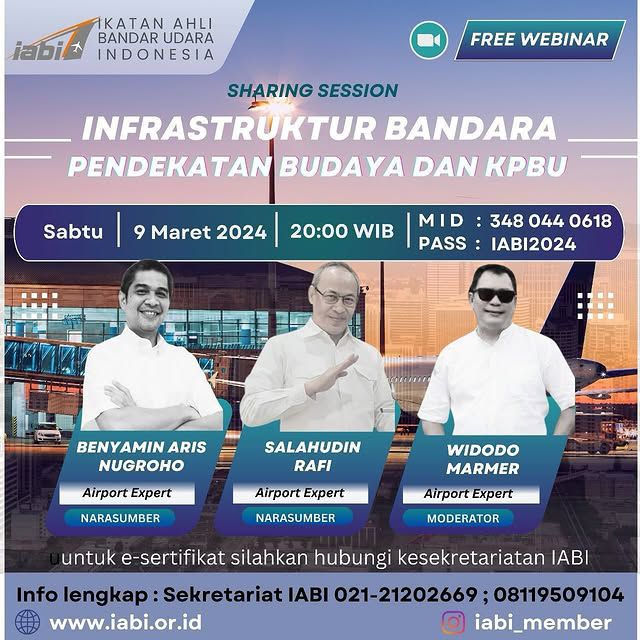 iabi
IKATAN AHLI
BANDAR UDARA
INDONESIA
FREE WEBINAR
SHARING SESSION
INFRASTRUKTUR BANDARA
PENDEKATAN BUDAYA DAN KPBU
Sabtu | 9 Maret 2024 | 20:00 WIB | MID : 348 044 0618
PASS : IABI2024
BENYAMIN ARIS
NUGROHO
Airport Expert
NARASUMBER
SALAHUDIN
RAFI
Airport Expert
NARASUMBER
WIDODO
MARMER
Airport Expert
MODERATOR
uuntuk e-sertifikat silahkan hubungi kesekretariatan IABI
Info lengkap : Sekretariat IABI 021-21202669 ; 08119509104
www.iabi.or.id
iabi_member